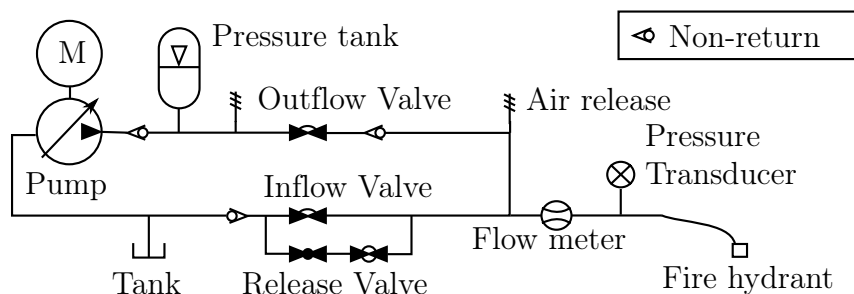 M
Pressure tank
Non-return
Outflow Valve
Air release
Pressure
Transducer
Pump
Inflow Valve
Flow meter
Tank
Release Valve
Fire hydrant